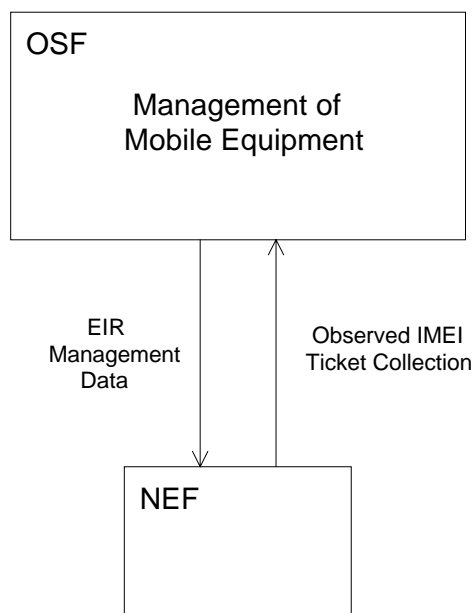 OSF
Management of
Mobile Equipment
EIR
Management
Data
Observed IMEI
Ticket Collection
NEF